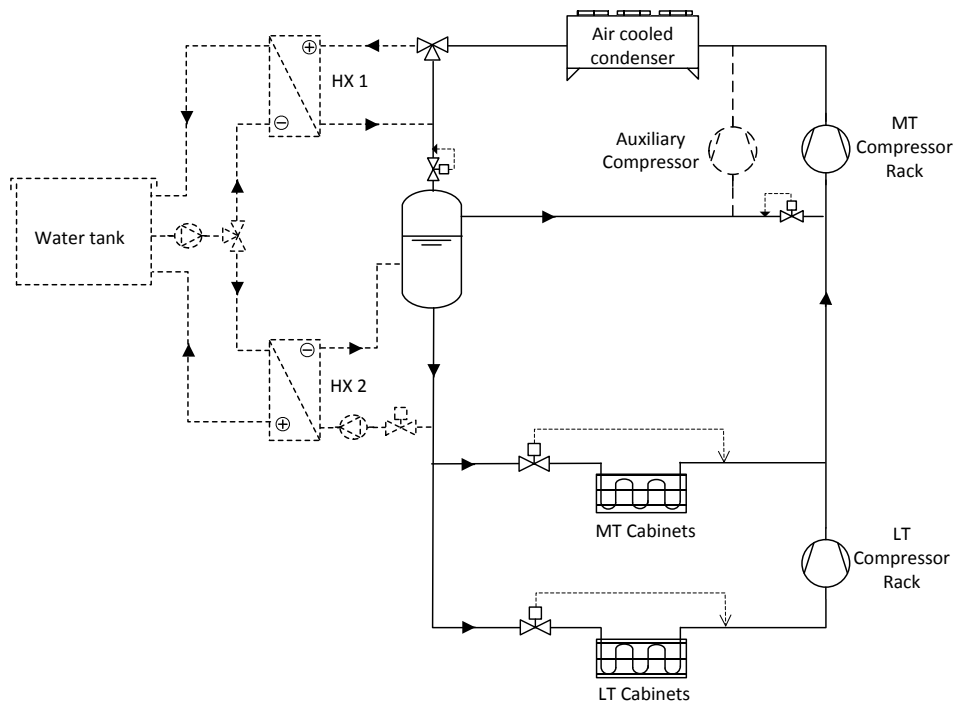 Air cooled
condenser
HX 1
Auxiliary
Compressor
MT
Compressor
Rack
Water tank
HX 2
MT Cabinets
LT
Compressor
Rack
LT Cabinets